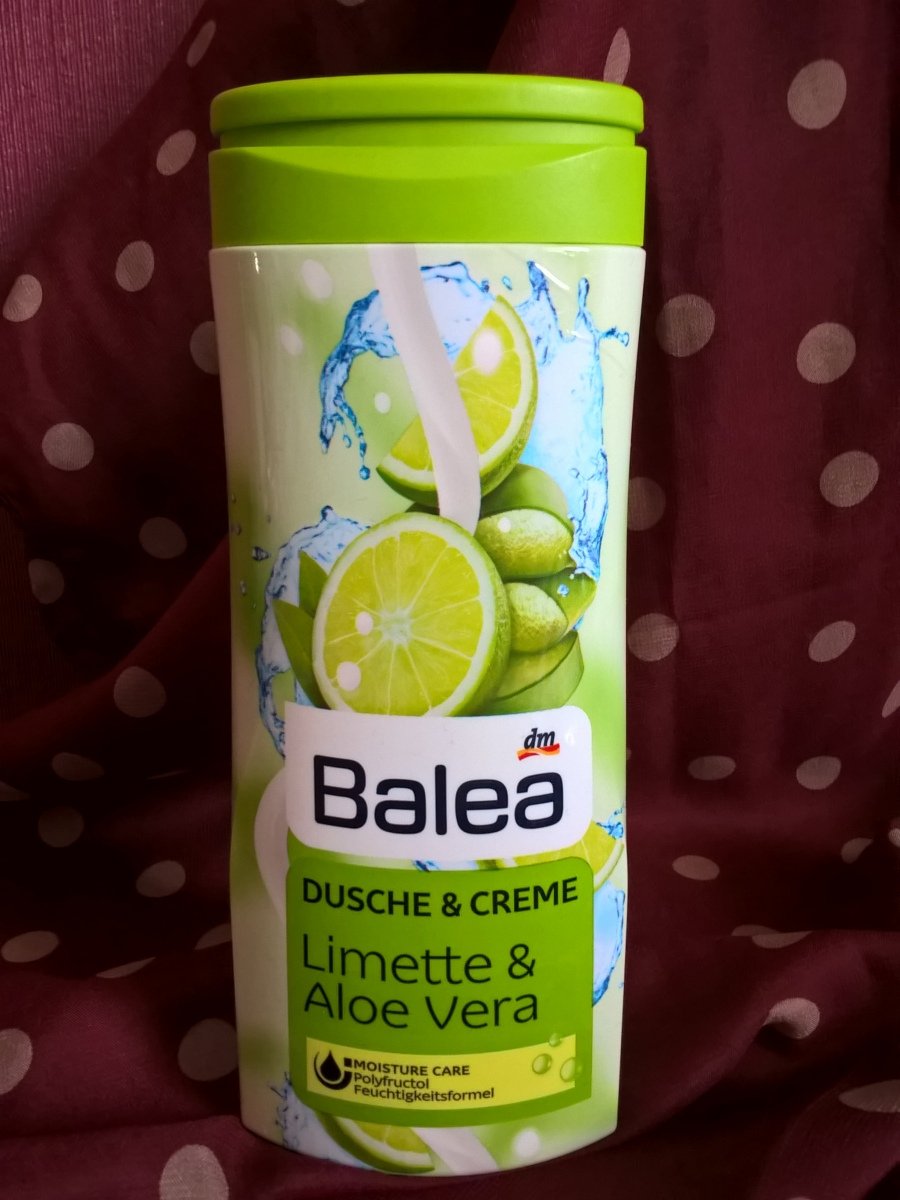 dm
Balea
DUSCHE & CREME
Limette &
Aloe Vera
MOISTURE CARE
Polyfructol
Feuchtigkeitsformel